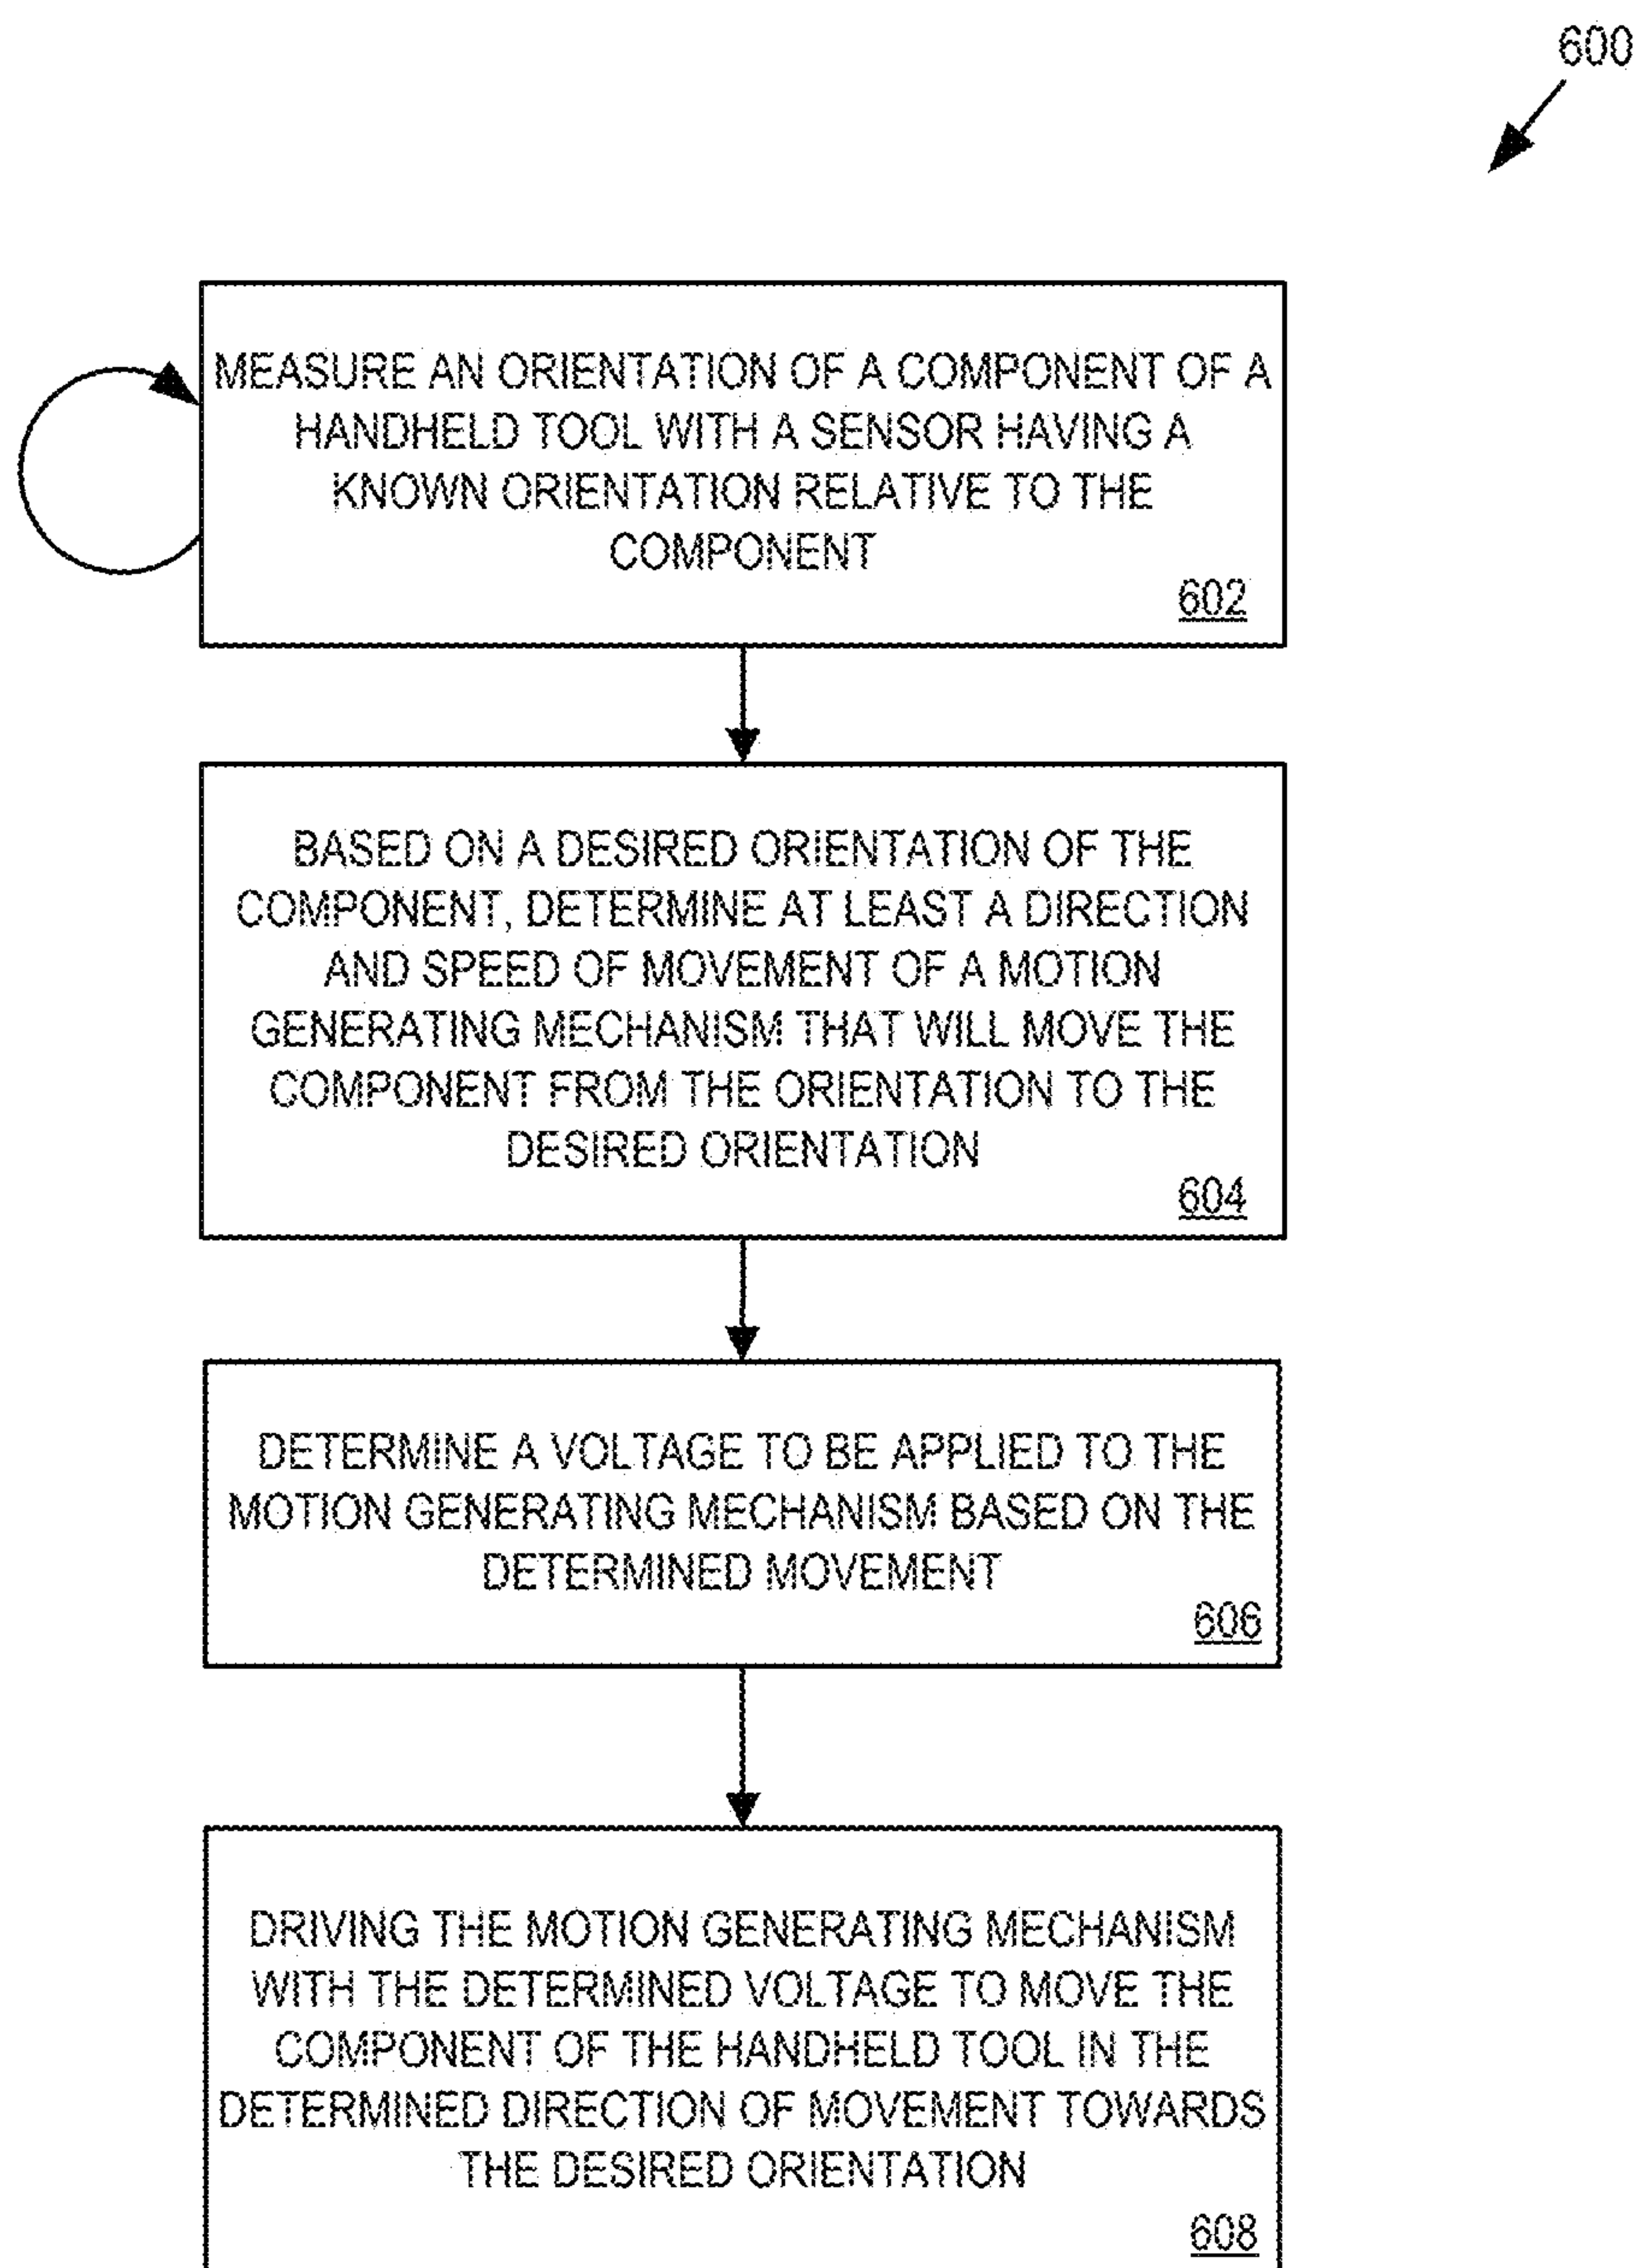 600
MEASURE AN ORIENTATION OF A COMPONENT OF A
HANDHELD TOOL WITH A SENSOR HAVING A
KNOWN ORIENTATION RELATIVE TO THE
COMPONENT
602
BASED ON A DESIRED ORIENTATION OF THE
COMPONENT, DETERMINE AT LEAST A DIRECTION
AND SPEED OF MOVEMENT OF A MOTION
GENERATING MECHANISM THAT WILL MOVE THE
COMPONENT FROM THE ORIENTATION TO THE
DESIRED ORIENTATION
604
DETERMINE A VOLTAGE TO BE APPLIED TO THE
MOTION GENERATING MECHANISM BASED ON THE
DETERMINED MOVEMENT
606
DRIVING THE MOTION GENERATING MECHANISM
WITH THE DETERMINED VOLTAGE TO MOVE THE
COMPONENT OF THE HANDHELD TOOL IN THE
DETERMINED DIRECTION OF MOVEMENT TOWARDS
THE DESIRED ORIENTATION
608